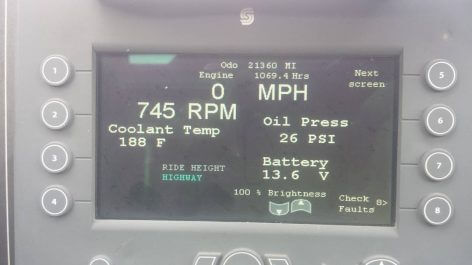 Odo 21360 MI
Engine 1069.4 Hrs
Next
screen
0 MPH
745 RPM
Coolant Temp
188 F
Oil Press
26 PSI
RIDE HEIGHT
HIGHWAY
Battery
13.6 V
100 % Brightness
Check 8>
Faults
1
2
3
4
5
6
7
8